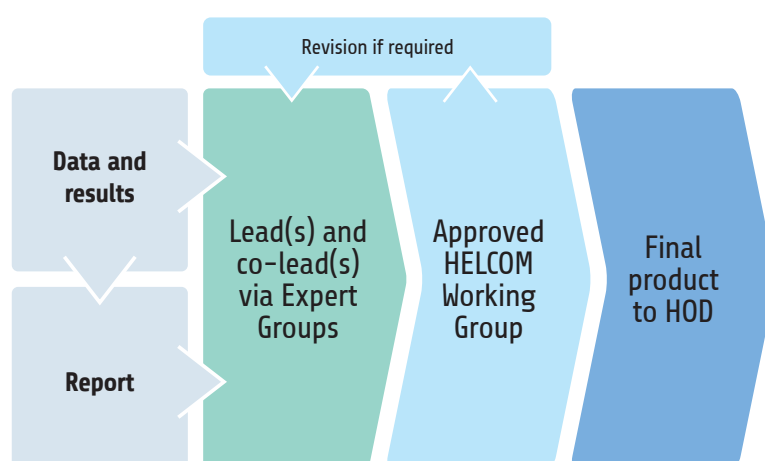 Revision if required
Data and
results
Report
Lead(s) and
co-lead(s)
via Expert
Groups
Approved
HELCOM
Working
Group
Final
product
to HOD